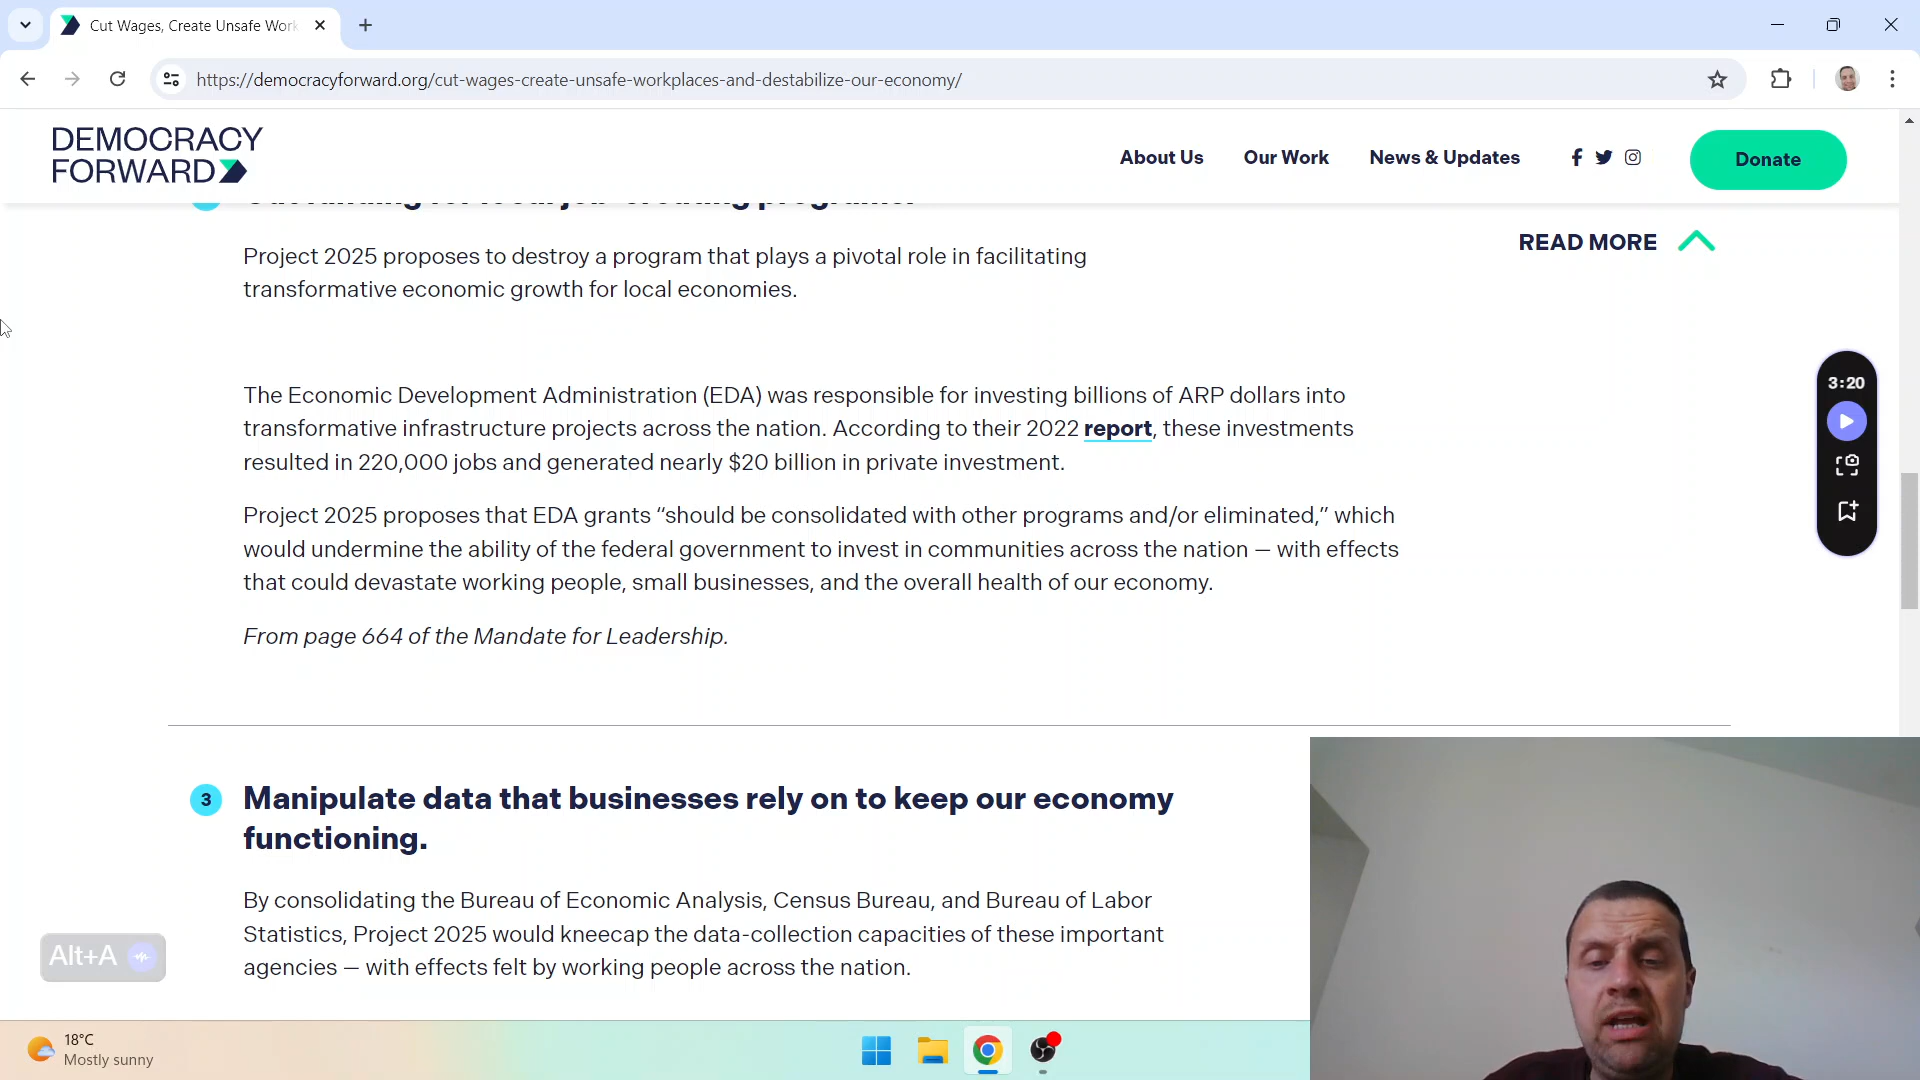 Cut Wages, Create Unsafe Work
https://democracyforward.org/cut-wages-create-unsafe-workplaces-and-destabilize-our-economy/
DEMOCRACY
FORWARD
About Us
Our Work
News & Updates
Donate
READ MORE
Project 2025 proposes to destroy a program that plays a pivotal role in facilitating
transformative economic growth for local economies.
The Economic Development Administration (EDA) was responsible for investing billions of ARP dollars into
transformative infrastructure projects across the nation. According to their 2022 report, these investments
resulted in 220,000 jobs and generated nearly $20 billion in private investment.
Project 2025 proposes that EDA grants “should be consolidated with other programs and/or eliminated,” which
would undermine the ability of the federal government to invest in communities across the nation — with effects
that could devastate working people, small businesses, and the overall health of our economy.
From page 664 of the Mandate for Leadership.
3:20
3
Manipulate data that businesses rely on to keep our economy
functioning.
By consolidating the Bureau of Economic Analysis, Census Bureau, and Bureau of Labor
Statistics, Project 2025 would kneecap the data-collection capacities of these important
agencies — with effects felt by working people across the nation.
Alt+A
18°C
Mostly sunny